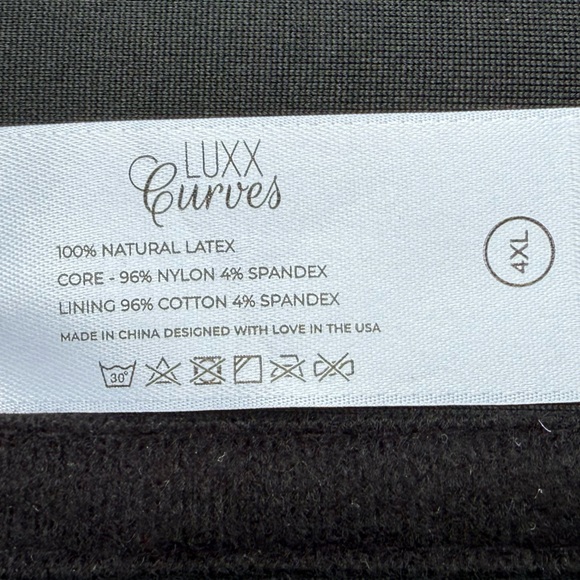 LUXX
Curves
100% NATURAL LATEX
CORE - 96% NYLON 4% SPANDEX
LINING 96% COTTON 4% SPANDEX
MADE IN CHINA DESIGNED WITH LOVE IN THE USA
30°
4XL